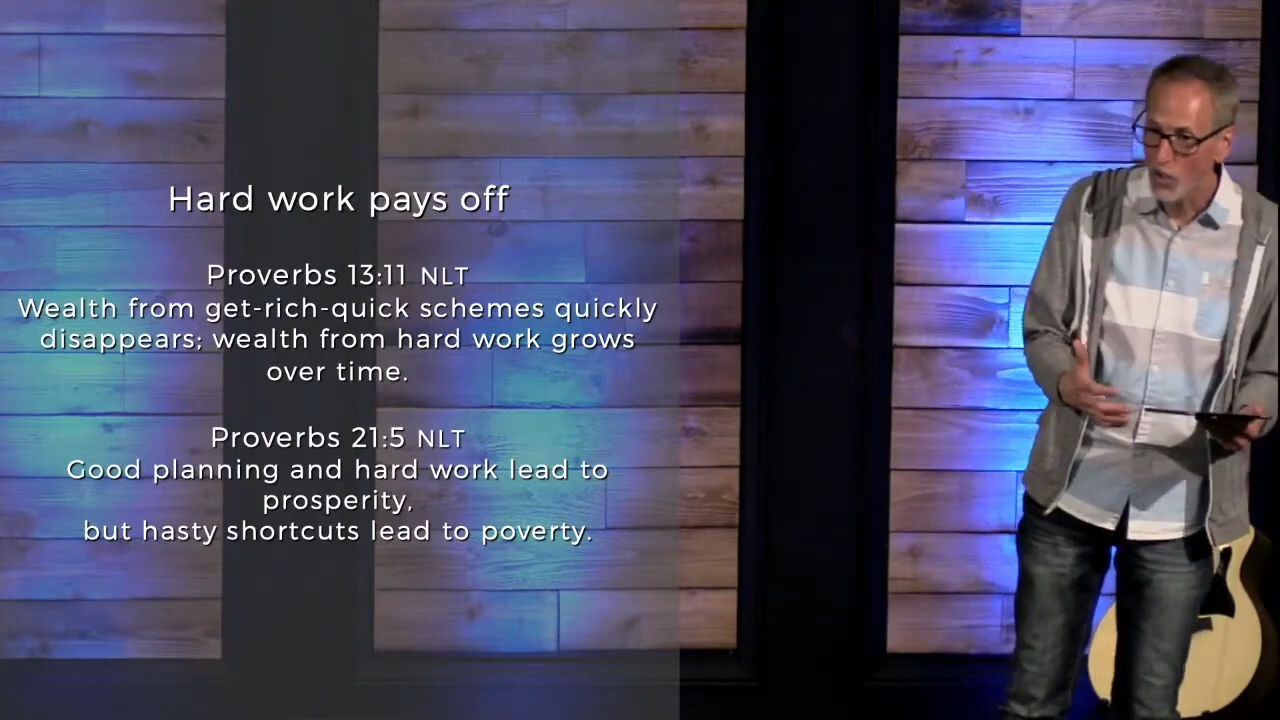 Hard work pays off
Proverbs 13:11 NLT
Wealth from get-rich-quick schemes quickly
disappears; wealth from hard work grows
over time.
Proverbs 21:5 NLT
Good planning and hard work lead to
prosperity,
but hasty shortcuts lead to poverty.